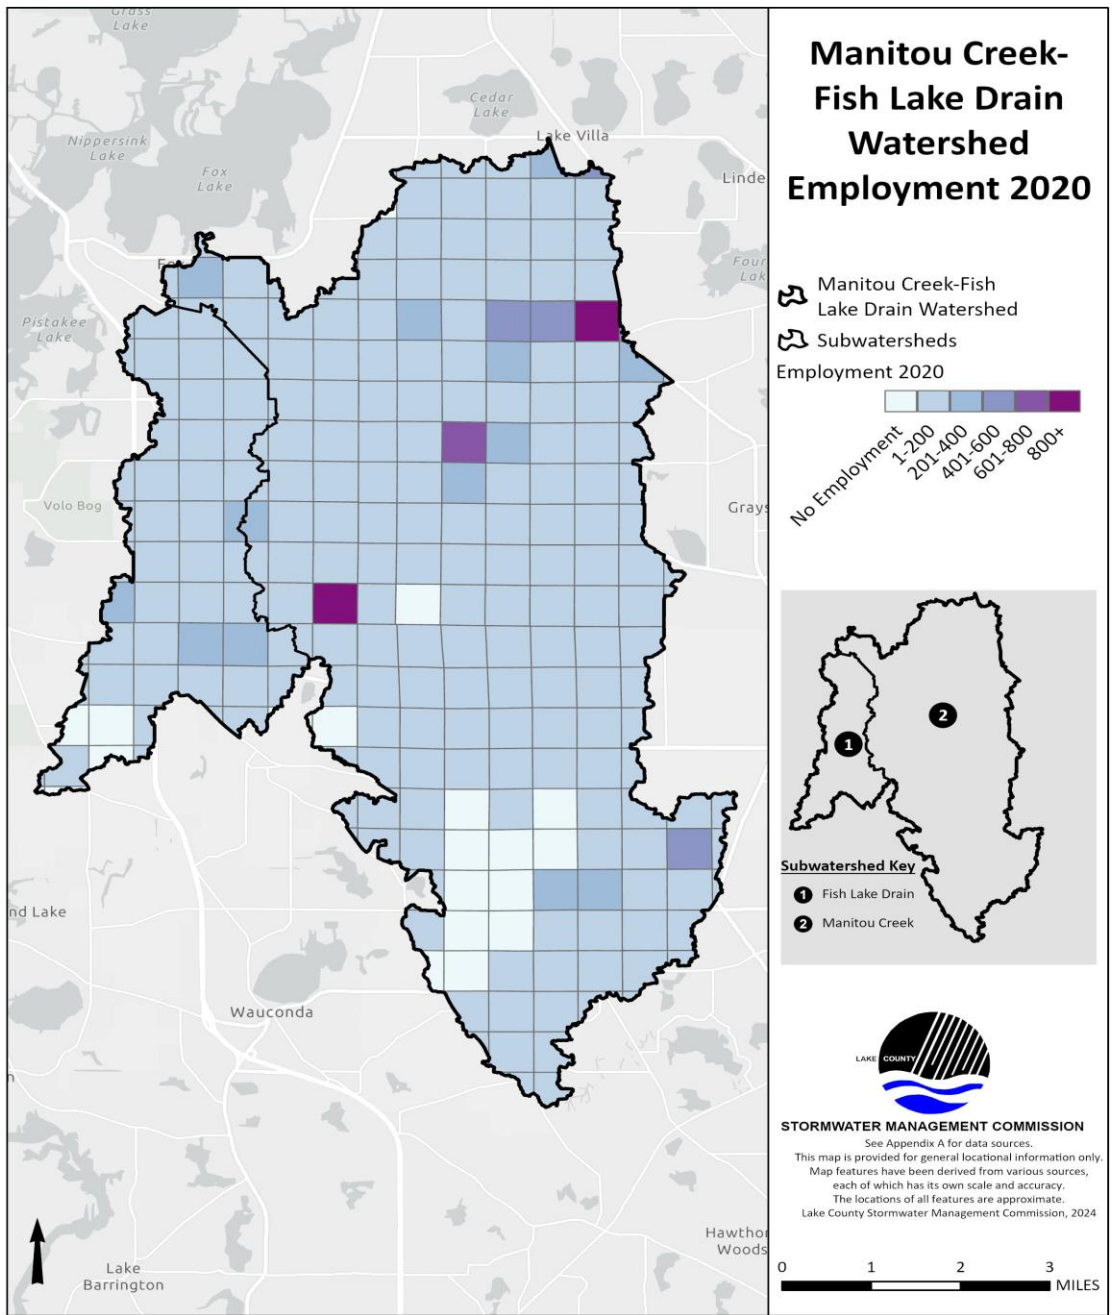 Manitou Creek-
Fish Lake Drain
Watershed
Employment 2020
Manitou Creek-Fish
Lake Drain Watershed
Subwatersheds
Employment 2020
No Employment
1-200
201-400
401-600
601-800
800+
1
2
Subwatershed Key
1 Fish Lake Drain
2 Manitou Creek
LAKE COUNTY
STORMWATER MANAGEMENT COMMISSION
See Appendix A for data sources.
This map is provided for general locational information only.
Map features have been derived from various sources,
each of which has its own scale and accuracy.
The locations of all features are approximate.
Lake County Stormwater Management Commission, 2024
0 1 2 3
MILES
Grass
Lake
Cedar
Lake
Lake Villa
Nippersink
Lake
Fox
Lake
Linde
Four
Lak
Fo
Pistakee
Lake
Volo Bog
Grays
nd Lake
Wauconda
n
Hawthor
Woods
Lake
Barrington